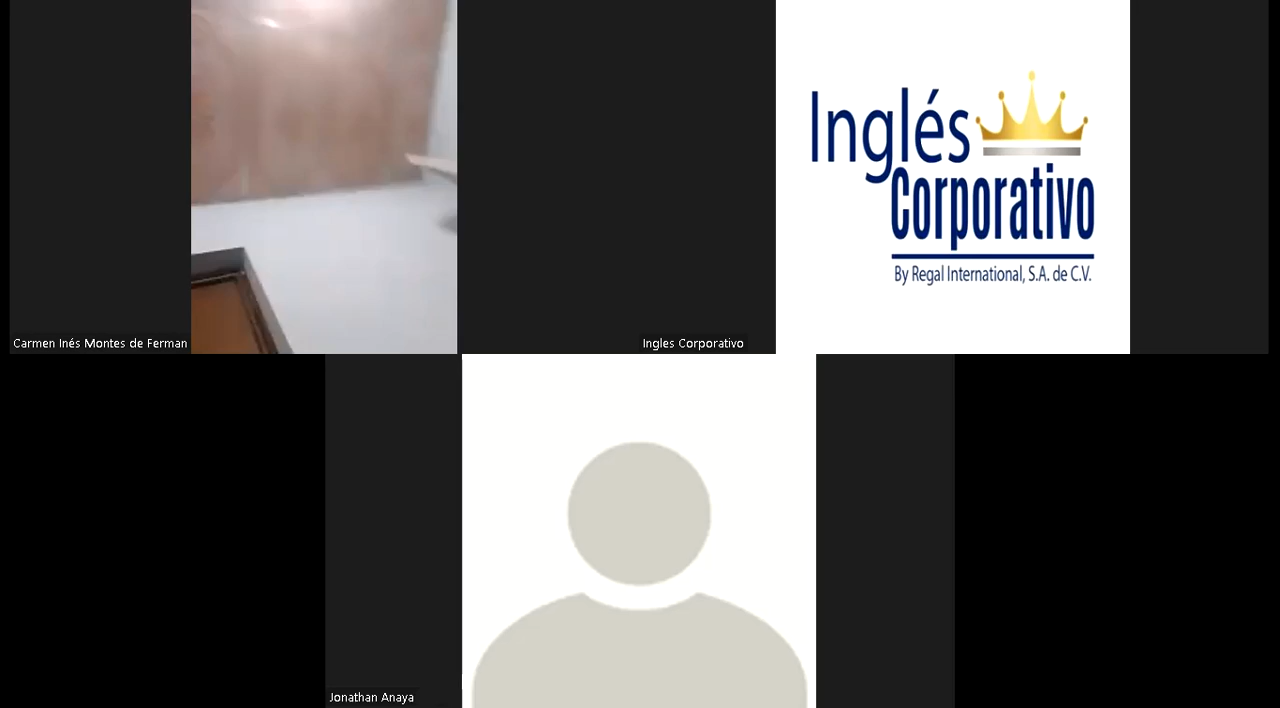 Inglés
Corporativo
By Regal International, S.A. de C.V.
Carmen Inés Montes de Ferman
Ingles Corporativo
Jonathan Anaya